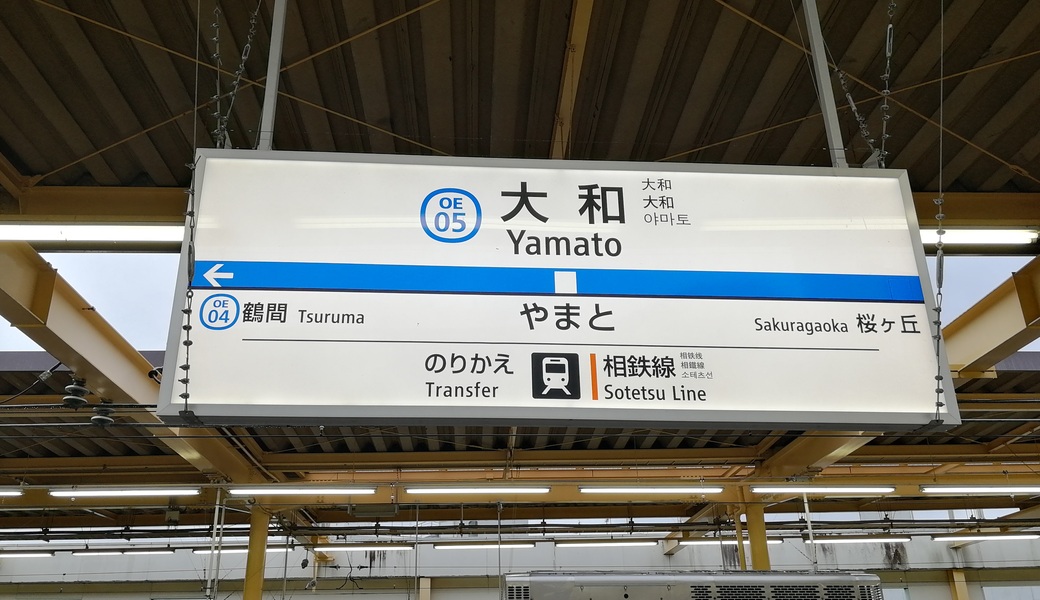 OE
05
大和
Yamato
大和
大和
야마토
OE
04
鶴間 Tsuruma
やまと
Sakuragaoka 桜ヶ丘
のりかえ
Transfer
相鉄線
Sotetsu Line
相铁线
相鐵線
소테츠선